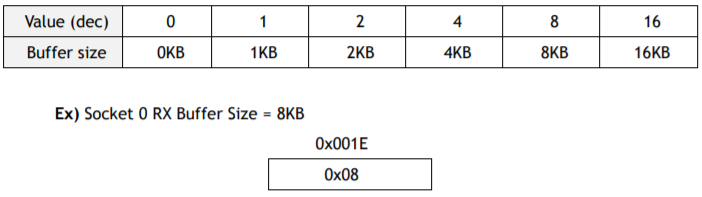 Value (dec) 0 1 2 4 8 16
Buffer size 0KB 1KB 2KB 4KB 8KB 16KB
Ex) Socket 0 RX Buffer Size = 8KB
0x001E
0x08